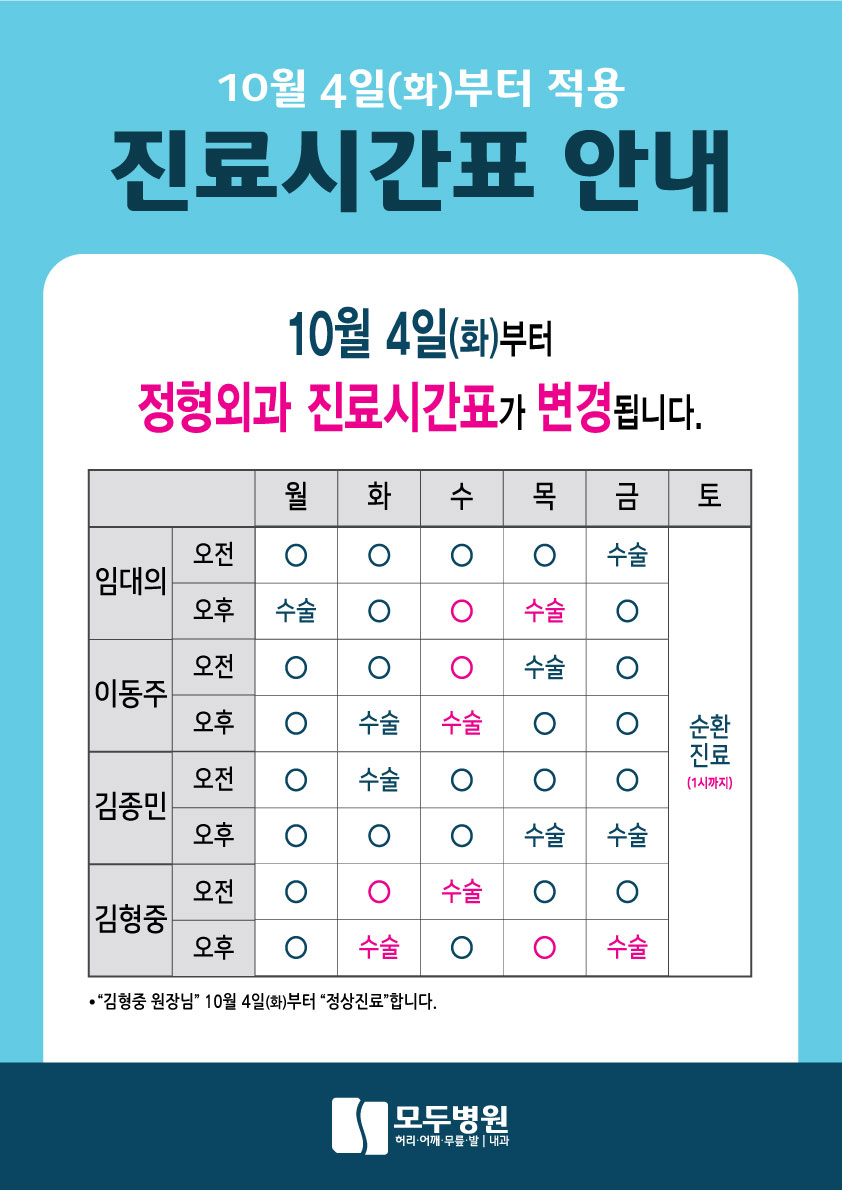 10월 4일(화)부터 적용
진료시간표 안내
10월 4일(화)부터
정형외과 진료시간표가 변경됩니다.
월 화 수 목 금 토
임대의 오전 O O O O 수술
오후 수술 O O 수술 O
이동주 오전 O O O 수술 O
오후 O 수술 수술 O O
김종민 오전 O 수술 O O O
오후 O O O 수술 수술
김형중 오전 O O 수술 O O
오후 O 수술 O O 수술
순환
진료
(1시까지)
•“김형중 원장님” 10월 4일(화)부터 “정상진료”합니다.
모두병원
허리·어깨·무릎·발 | 내과